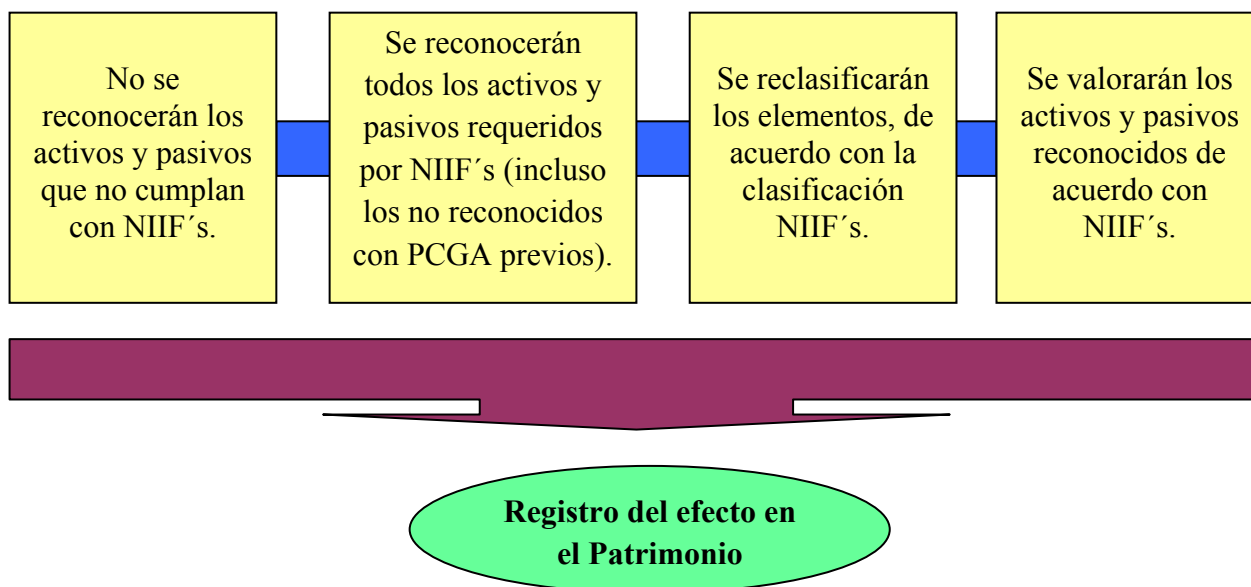 No se
reconocerán los
activos y pasivos
que no cumplan
con NIIF´s.
Se reconocerán
todos los activos y
pasivos requeridos
por NIIF´s (incluso
los no reconocidos
con PCGA previos).
Se reclasificarán
los elementos, de
acuerdo con la
clasificación
NIIF´s.
Se valorarán los
activos y pasivos
reconocidos de
acuerdo con
NIIF´s.
Registro del efecto en
el Patrimonio